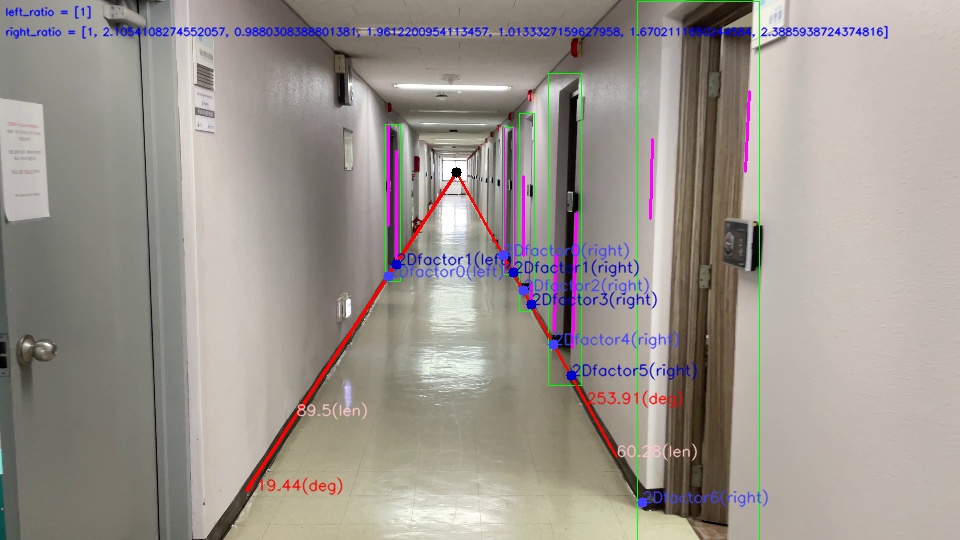 left_ratio = [1]
right_ratio = [1, 2.1054108274552057, 0.9880308388801381, 1.9612200954113457, 1.0133327159627958, 2.3885938724374816]
2Dfactor0(right)
2Dfactor1(left)
2Dfactor1(right)
2Dfactor0(left)
2Dfactor2(right)
2Dfactor3(right)
2Dfactor4(right)
2Dfactor5(right)
253.91(deg)
89.5(len)
60.28(len)
19.44(deg)
2Dfactor6(right)